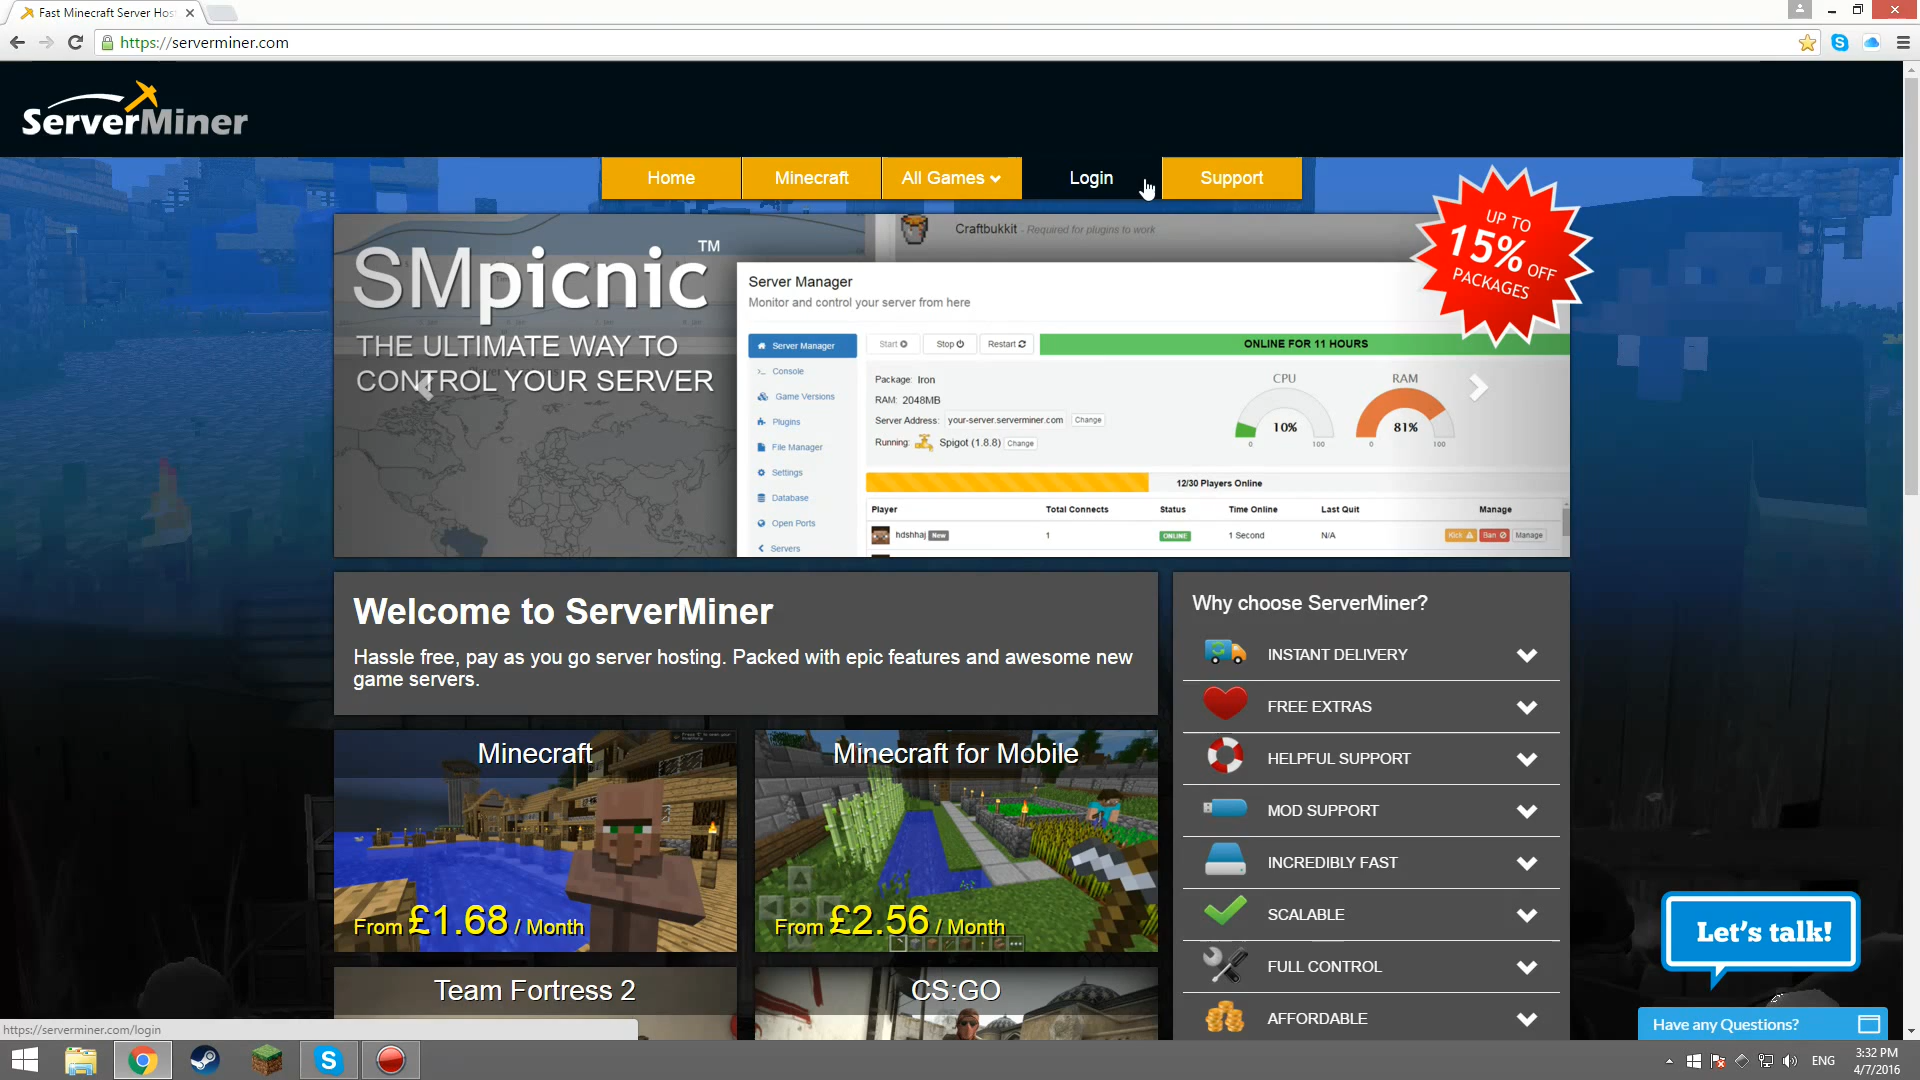 Fast Minecraft Server Hos
https://serverminer.com
ServerMiner
Home
Minecraft
All Games
Login
Support
UP TO
15% OFF
PACKAGES
SMpicnic™
THE ULTIMATE WAY TO
CONTROL YOUR SERVER
Craftbukkit - Required for plugins to work
Server Manager
Monitor and control your server from here
Server Manager
Console
Game Versions
Plugins
File Manager
Settings
Database
Open Ports
Servers
Start
Stop
Restart
ONLINE FOR 11 HOURS
Package: Iron
RAM: 2048MB
Server Address: your-server.serverminer.com Change
Running: Spigot (1.8.8) Change
CPU
10%
0 100
RAM
81%
0 100
12/30 Players Online
Player Total Connects Status Time Online Last Quit Manage
hdshhaj New 1 ONLINE 1 Second N/A Kick Ban Manage
Welcome to ServerMiner
Hassle free, pay as you go server hosting. Packed with epic features and awesome new
game servers.
Minecraft
From £1.68 / Month
Minecraft for Mobile
From £2.56 / Month
Team Fortress 2
CS:GO
Why choose ServerMiner?
INSTANT DELIVERY
FREE EXTRAS
HELPFUL SUPPORT
MOD SUPPORT
INCREDIBLY FAST
SCALABLE
FULL CONTROL
AFFORDABLE
Let's talk!
Have any Questions?
https://serverminer.com/login
ENG
3:32 PM
4/7/2016